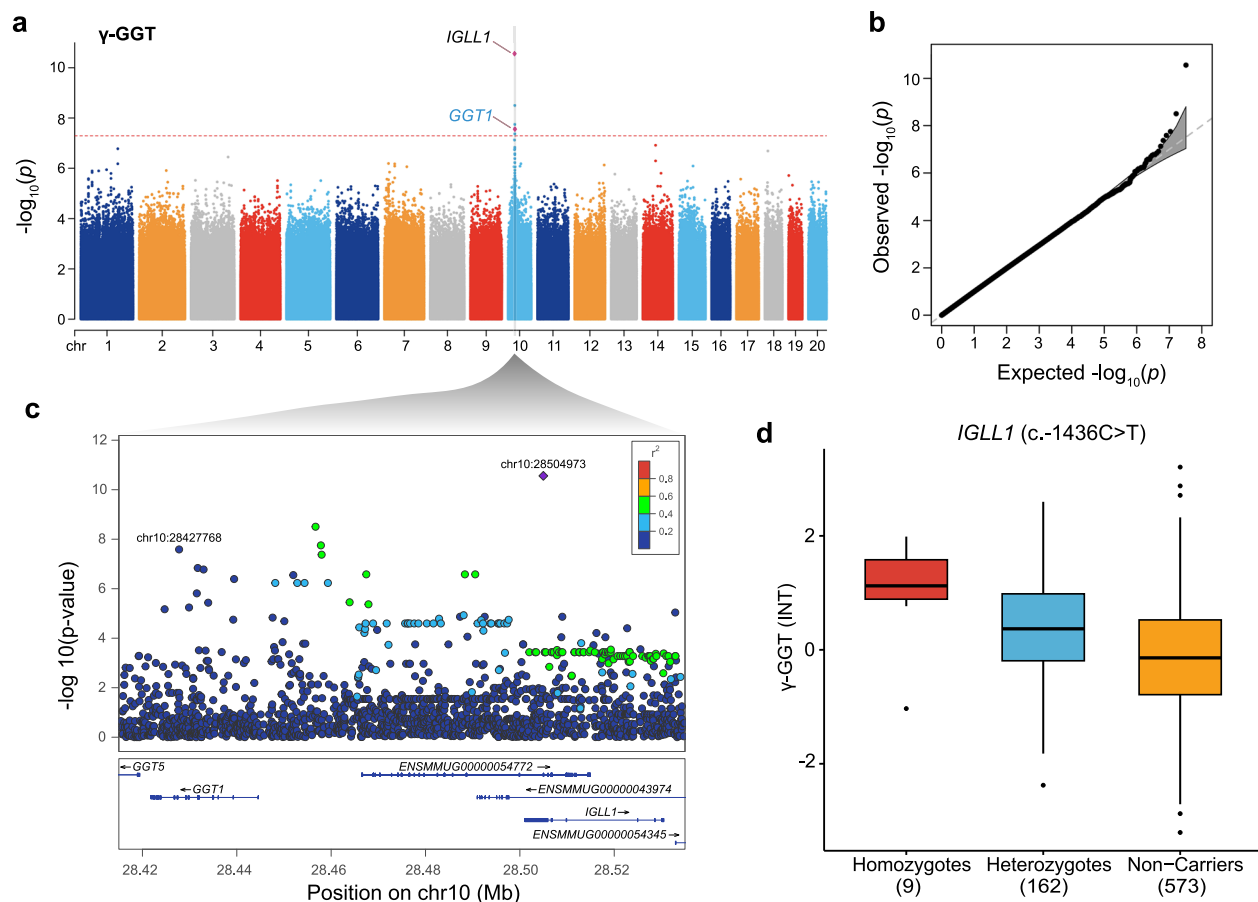 a
γ-GGT
IGLL1
GGT1
-log10(p)
10
8
6
4
2
0
chr 1 2 3 4 5 6 7 8 9 10 11 12 13 14 15 16 17 18 19 20
b
Observed -log10(p)
10
8
6
4
2
0
0 1 2 3 4 5 6 7 8
Expected -log10(p)
c
-log 10(p-value)
12
10
8
6
4
2
0
chr10:28504973
chr10:28427768
r2
0.8
0.6
0.4
0.2
←GGT5
ENSMMUG00000054772→
←GGT1
←ENSMMUG00000043974
IGLL1→
ENSMMUG00000054345→
28.42 28.44 28.46 28.48 28.50 28.52
Position on chr10 (Mb)
d
IGLL1 (c.-1436C>T)
γ-GGT (INT)
2
0
-2
Homozygotes Heterozygotes Non-Carriers
(9) (162) (573)